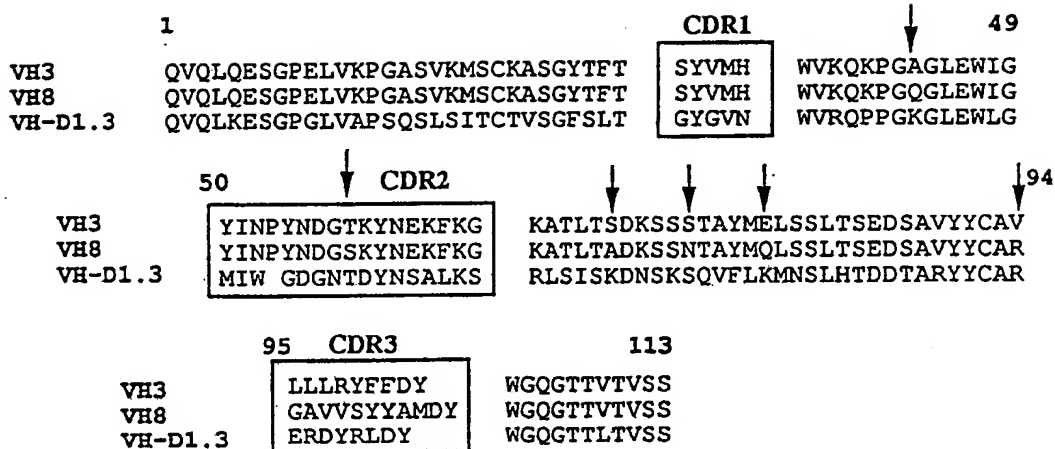 1 CDR1 49
VH3 QVQLQESGPELVKPGASVKMSCKASGYTFT SYVMH WVKQKPGAGLEWIG
VH8 QVQLQESGPELVKPGASVKMSCKASGYTFT SYVMH WVKQKPGQGLEWIG
VH-D1.3 QVQLKESGPGLVAPSQSLSITCTVSGFSLT GYGVN WVRQPPGKGLEWLG
50 CDR2 94
VH3 YINPYNDGTKYNEKFKG KATLTSDKSSSTAYMELSSLTSEDSAVYYCAV
VH8 YINPYNDGSKYNEKFKG KATLTADKSSNTAYMQLSSLTSEDSAVYYCAR
VH-D1.3 MIW GDGNTDYNSALKS RLSISKDNSKSQVFLKMNSLHTDDTARYYCAR
95 CDR3 113
VH3 LLLRYFFDY WGQGTTVTVSS
VH8 GAVVSYYAMDY WGQGTTVTVSS
VH-D1.3 ERDYRLDY WGQGTTLTVSS